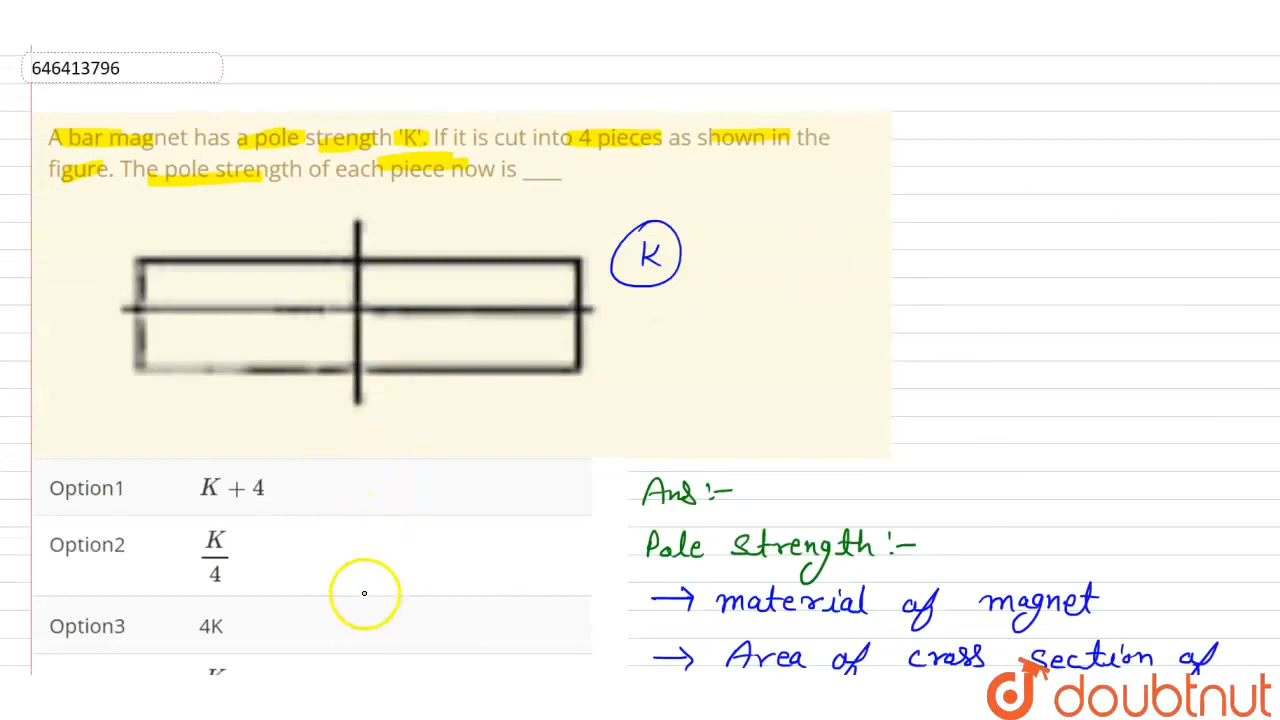 646413796
A bar magnet has a pole strength 'K'. If it is cut into 4 pieces as shown in the
figure. The pole strength of each piece now is ____
K
Option1 K + 4
Option2 K/4
Option3 4K
Ans :-
Pole Strength :-
→ material of magnet
→ Area of cross section of
doubtnut